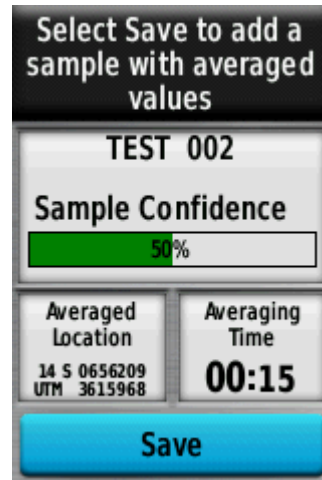 Select Save to add a
sample with averaged
values
TEST 002
Sample Confidence
50%
Averaged
Location
14 S 0656209
UTM 3615968
Averaging
Time
00:15
Save